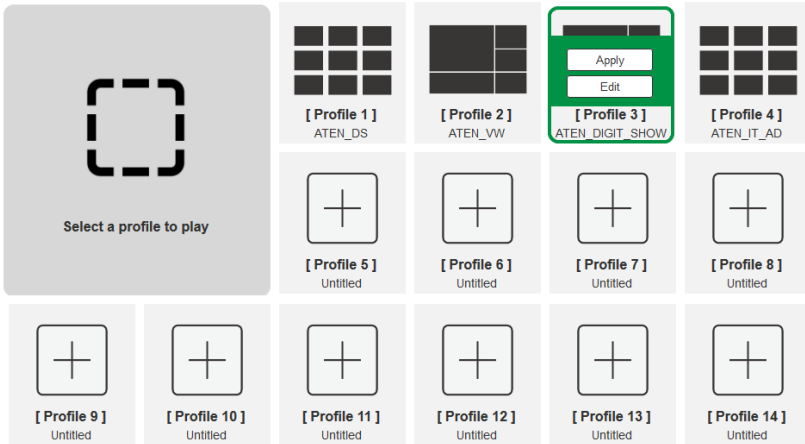 Select a profile to play
[ Profile 1 ]
ATEN_DS
[ Profile 2 ]
ATEN_VW
Apply
Edit
[ Profile 3 ]
ATEN_DIGIT_SHOW
[ Profile 4 ]
ATEN_IT_AD
[ Profile 5 ]
Untitled
[ Profile 6 ]
Untitled
[ Profile 7 ]
Untitled
[ Profile 8 ]
Untitled
[ Profile 9 ]
Untitled
[ Profile 10 ]
Untitled
[ Profile 11 ]
Untitled
[ Profile 12 ]
Untitled
[ Profile 13 ]
Untitled
[ Profile 14 ]
Untitled